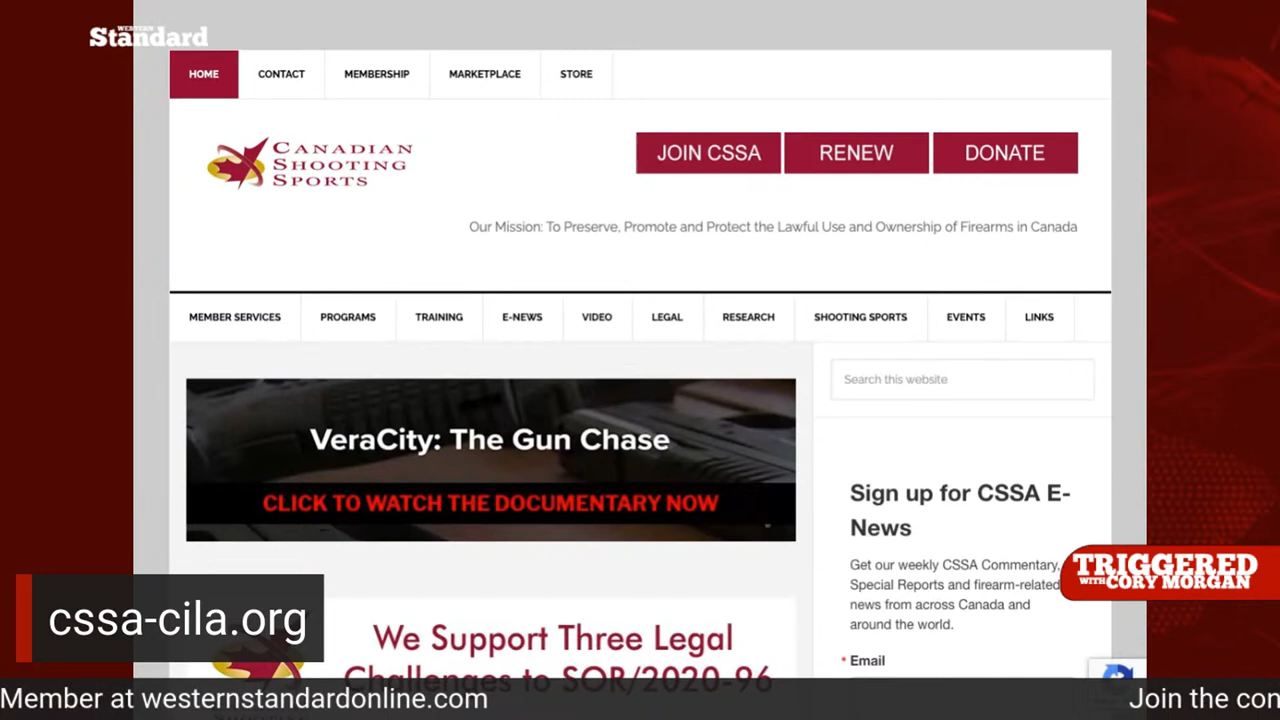 WESTERN
Standard
HOME CONTACT MEMBERSHIP MARKETPLACE STORE
CANADIAN
SHOOTING
SPORTS
JOIN CSSA RENEW DONATE
Our Mission: To Preserve, Promote and Protect the Lawful Use and Ownership of Firearms in Canada
MEMBER SERVICES PROGRAMS TRAINING E-NEWS VIDEO LEGAL RESEARCH SHOOTING SPORTS EVENTS LINKS
Search this website
VeraCity: The Gun Chase
CLICK TO WATCH THE DOCUMENTARY NOW
Sign up for CSSA E-
News
Get our weekly CSSA Commentary,
Special Reports and firearm-related
news from across Canada and
around the world.
* Email
TRIGGERED
WITH CORY MORGAN
We Support Three Legal
Challenges to SOR/2020-96
cssa-cila.org
Member at westernstandardonline.com
Join the con